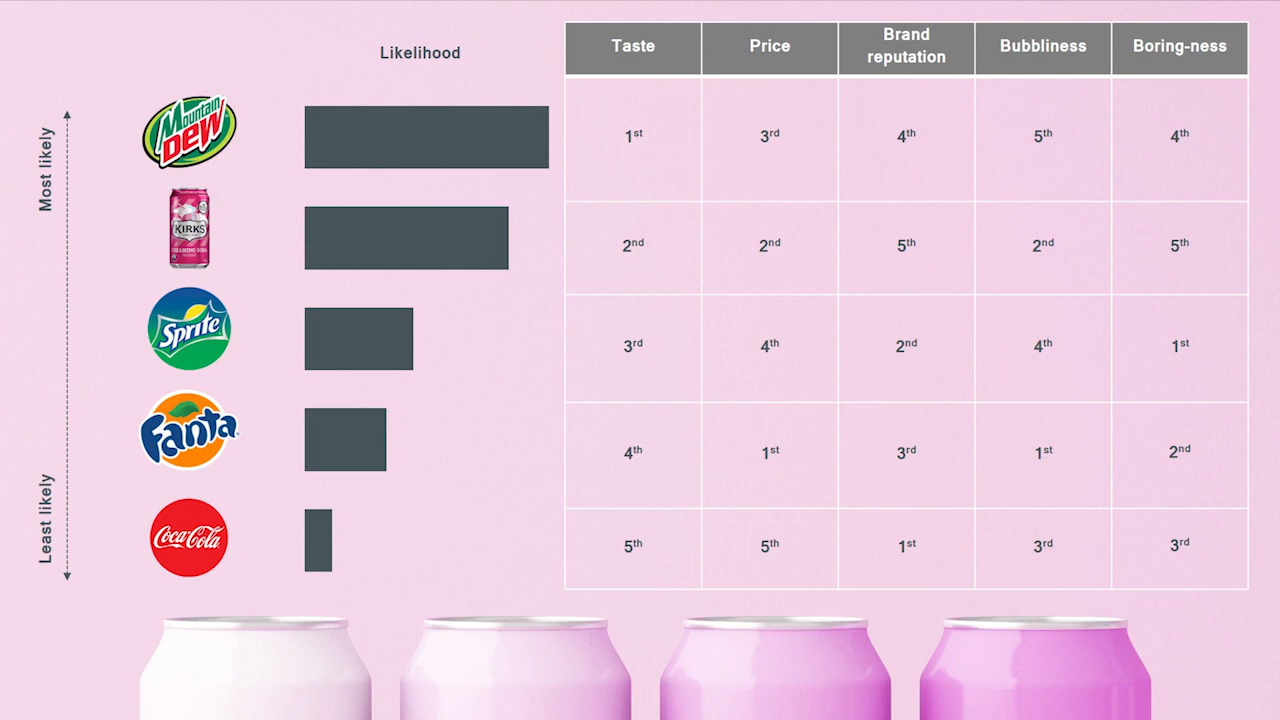 Likelihood
Taste
Price
Brand
reputation
Bubbliness
Boring-ness
Most likely
Mountain
Dew
1st
3rd
4th
5th
4th
KIRKS
CREAMING SODA
2nd
2nd
5th
2nd
5th
Sprite
3rd
4th
2nd
4th
1st
Fanta
4th
1st
3rd
1st
2nd
Least likely
Coca-Cola
5th
5th
1st
3rd
3rd